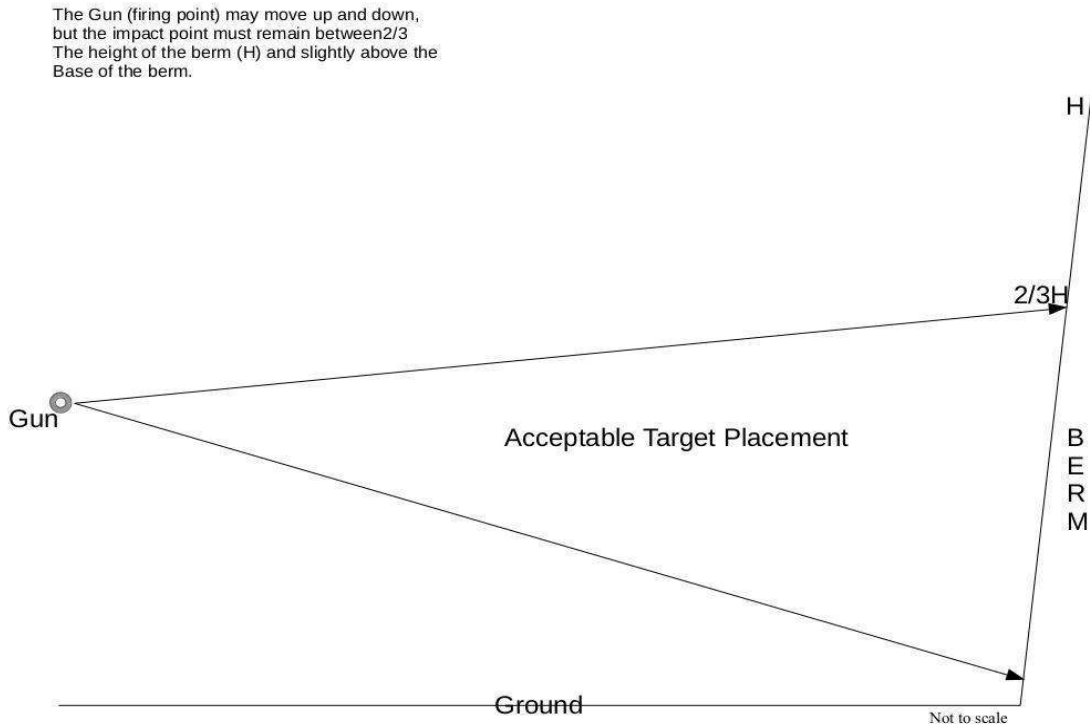 The Gun (firing point) may move up and down,
but the impact point must remain between2/3
The height of the berm (H) and slightly above the
Base of the berm.
H
2/3H
Gun
Acceptable Target Placement
B
E
R
M
Ground
Not to scale